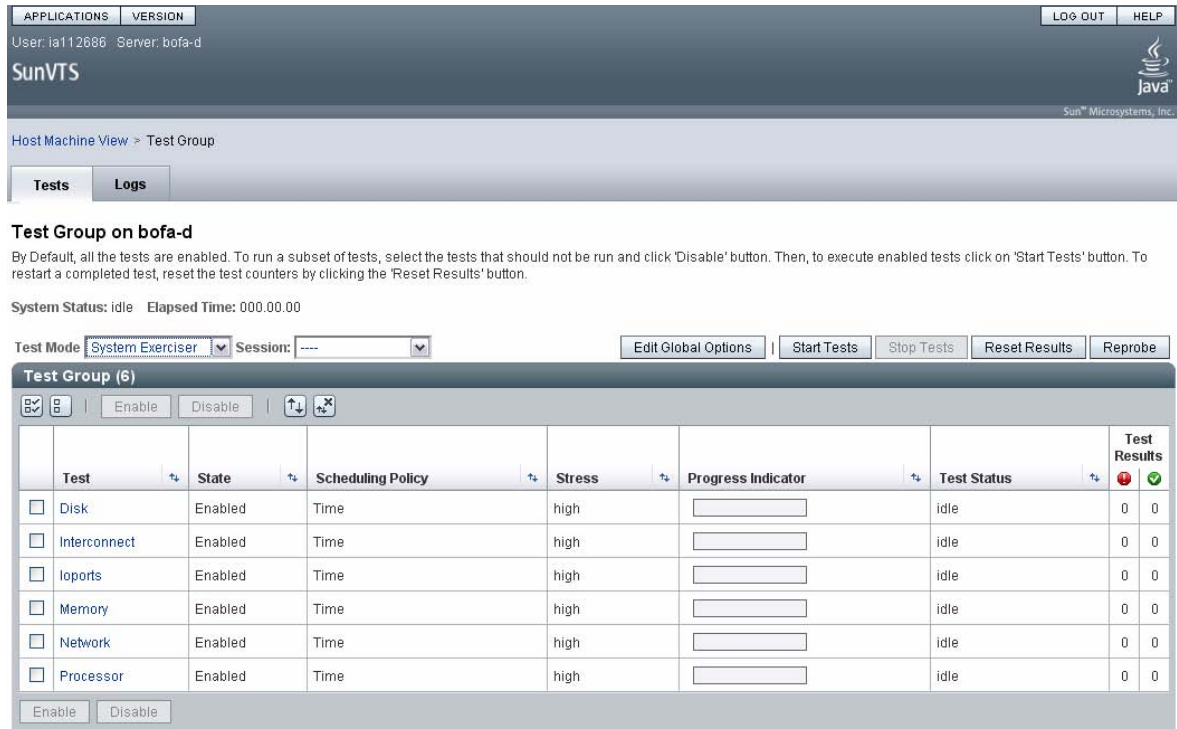 APPLICATIONS VERSION LOG OUT HELP
User: ia112686 Server: bofa-d
SunVTS
Java™
Sun™ Microsystems, Inc.
Host Machine View > Test Group
Tests Logs
Test Group on bofa-d
By Default, all the tests are enabled. To run a subset of tests, select the tests that should not be run and click 'Disable' button. Then, to execute enabled tests click on 'Start Tests' button. To
restart a completed test, reset the test counters by clicking the 'Reset Results' button.
System Status: idle Elapsed Time: 000.00.00
Test Mode System Exerciser Session: ---- Edit Global Options | Start Tests Stop Tests Reset Results Reprobe
Test Group (6)
Enable Disable
Test Results
Test State Scheduling Policy Stress Progress Indicator Test Status
Disk Enabled Time high idle 0 0
Interconnect Enabled Time high idle 0 0
Ioports Enabled Time high idle 0 0
Memory Enabled Time high idle 0 0
Network Enabled Time high idle 0 0
Processor Enabled Time high idle 0 0
Enable Disable